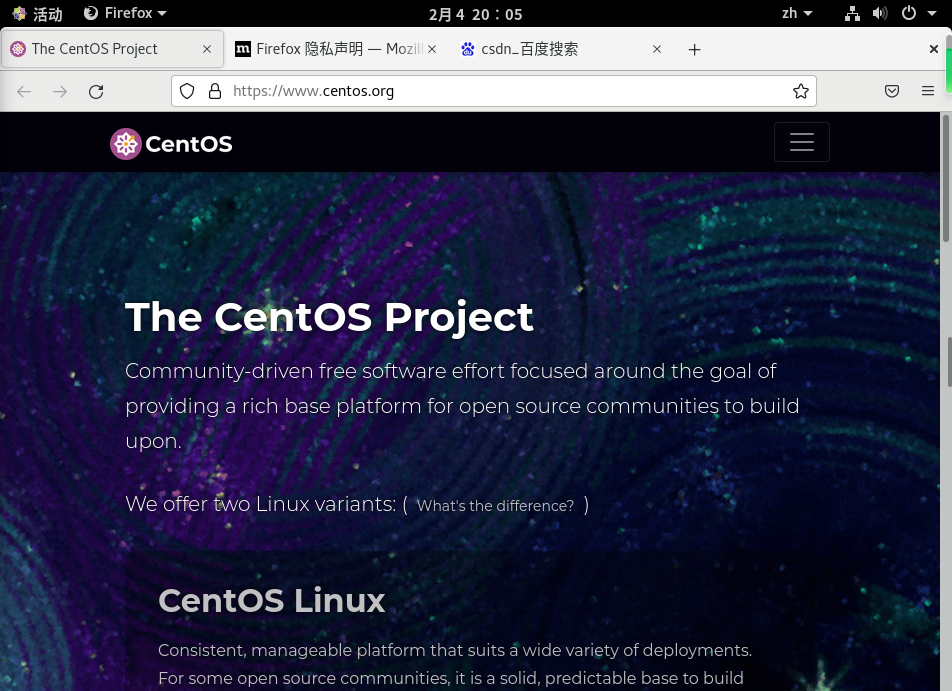 活动 Firefox 2月 4 20：05 zh
The CentOS Project Firefox 隐私声明 — Mozil csdn_百度搜索
https://www.centos.org
CentOS
The CentOS Project
Community-driven free software effort focused around the goal of
providing a rich base platform for open source communities to build
upon.
We offer two Linux variants: ( What's the difference? )
CentOS Linux
Consistent, manageable platform that suits a wide variety of deployments.
For some open source communities, it is a solid, predictable base to build